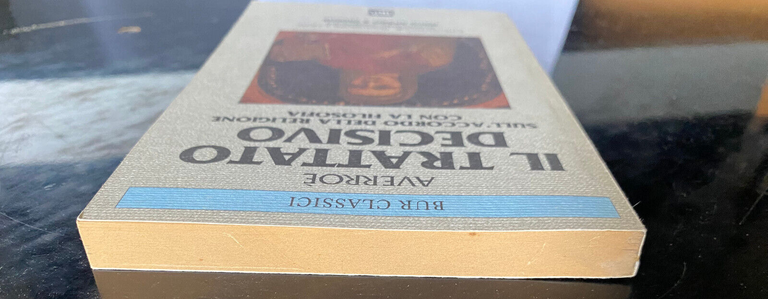 BUR CLASSICI
AVERROÈ
IL TRATTATO
DECISIVO
SULL'ACCORDO DELLA RELIGIONE
CON LA FILOSOFIA